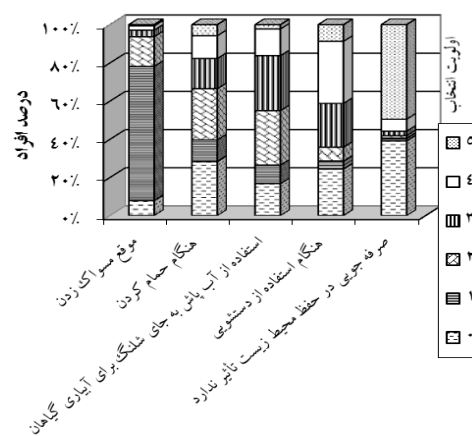 ۱۰۰٪
۸۰٪
۶۰٪
۴۰٪
۲۰٪
۰٪
درصد افراد
موقع مسواک زدن
هنگام حمام کردن
استفاده از آب پاش به جای شلنگ برای آبیاری گیاهان
هنگام استفاده از دستشویی
صرفه جویی در حفظ محیط زیست تاثیر ندارد
اولویت انتخاب
۵
۴
۳
۲
۱
۰